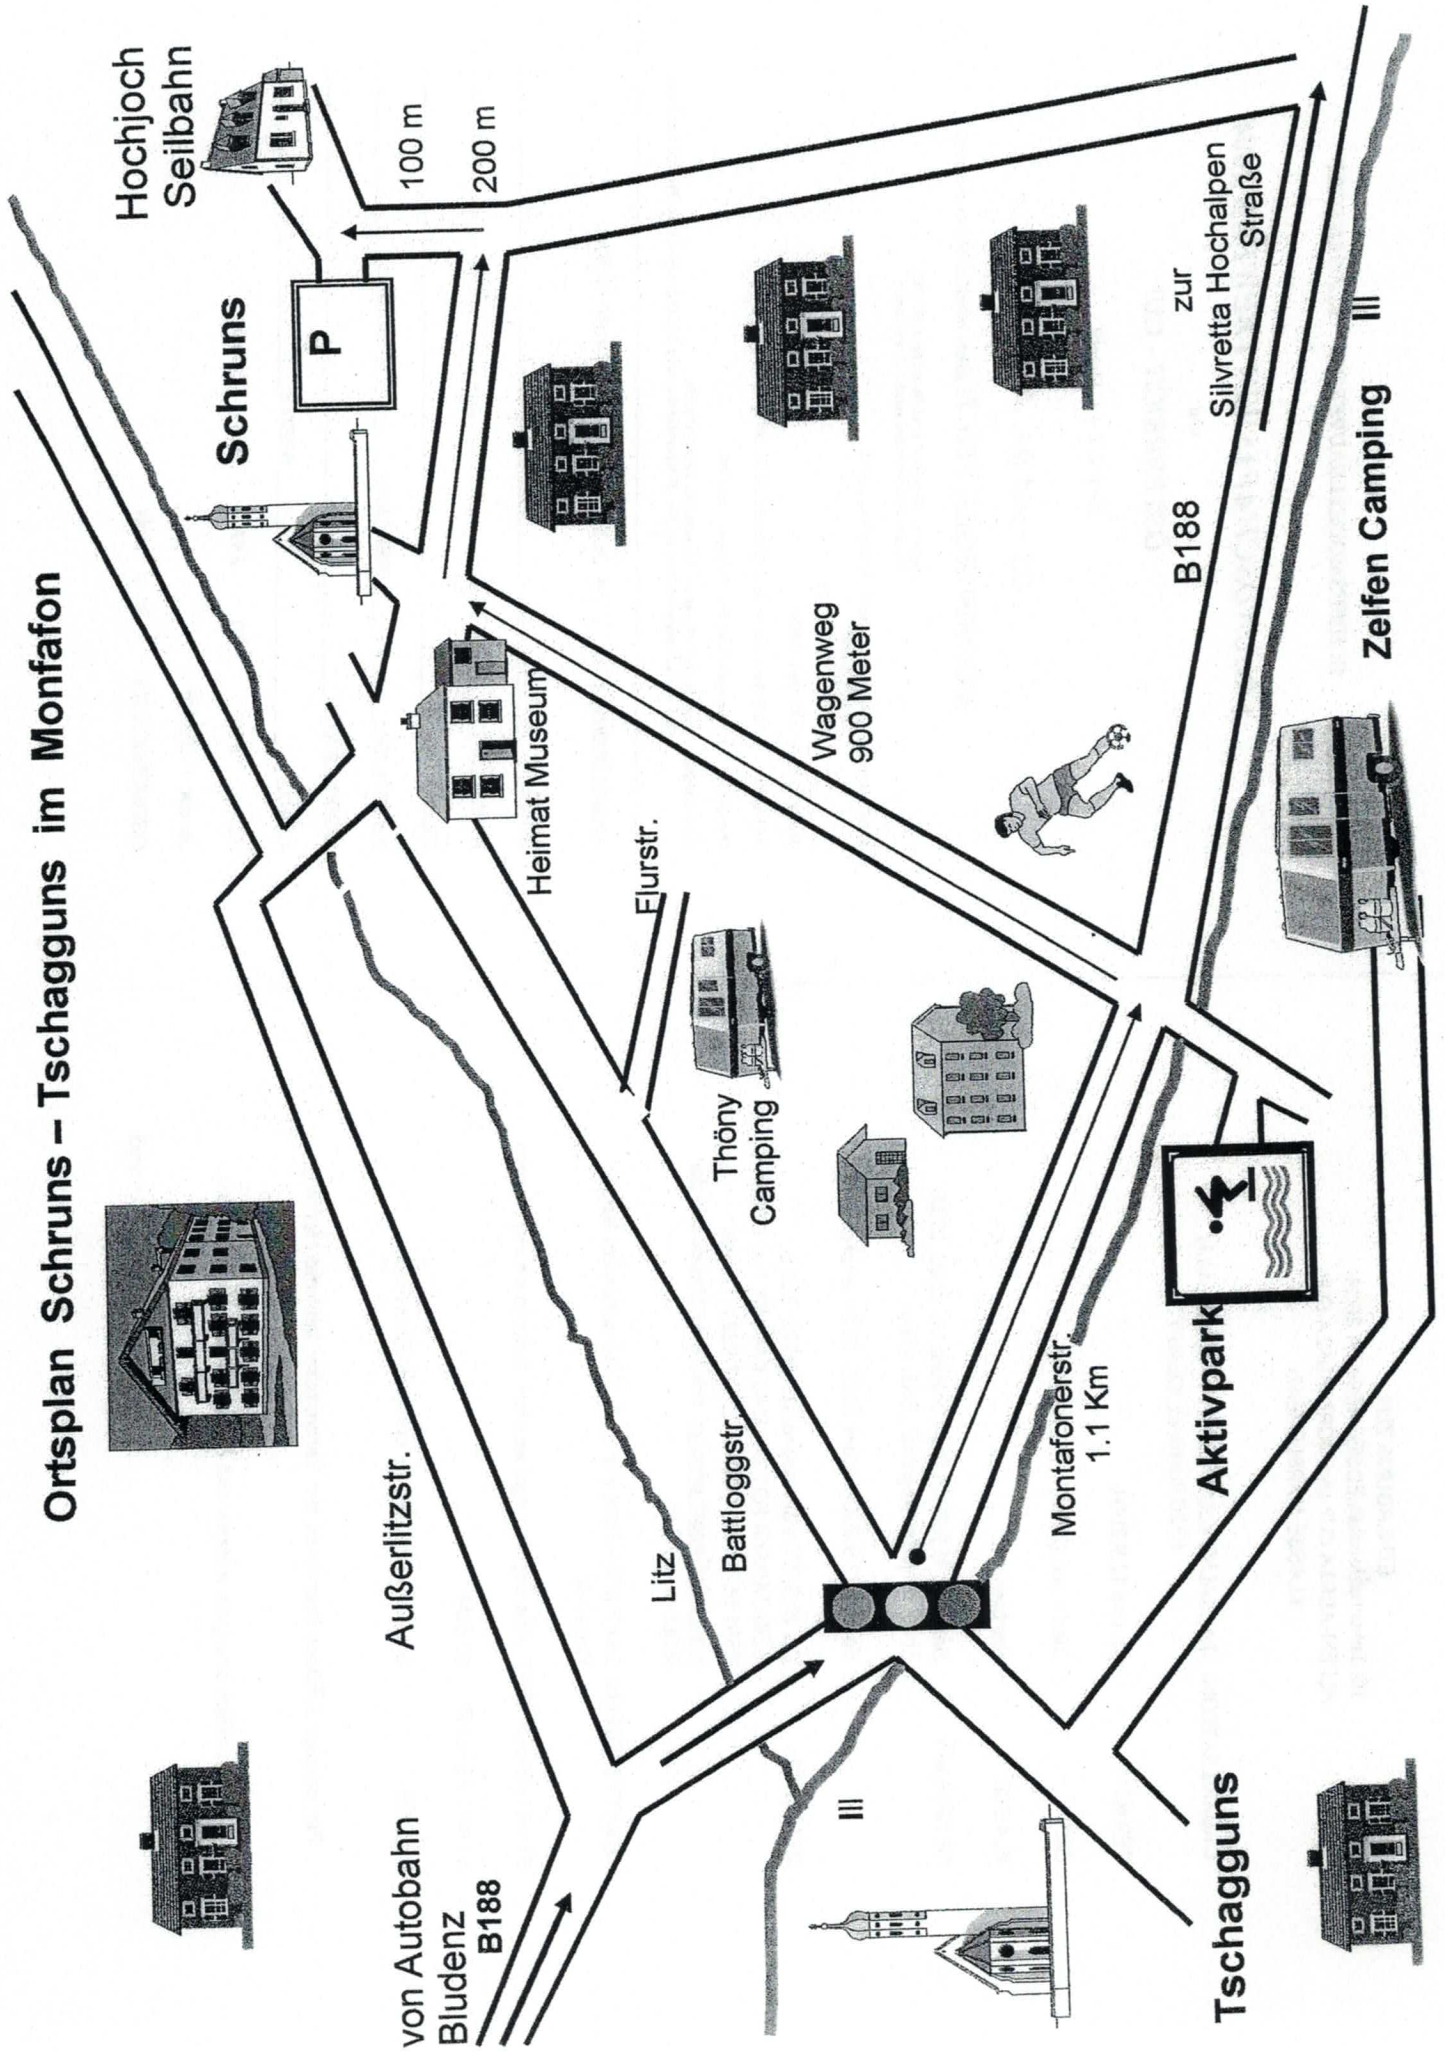 Ortsplan Schruns – Tschagguns im Monfafon
Hochjoch
Seilbahn
100 m
200 m
Schruns
P
Heimat Museum
Flurstr.
Thöny
Camping
Wagenweg
900 Meter
zur
Silvretta Hochalpen
Straße
B188
Ill
Zelfen Camping
Außerlitzstr.
Litz
Battloggstr.
Montafonerstr.
1.1 Km
Aktivpark
von Autobahn
Bludenz
B188
Ill
Tschagguns